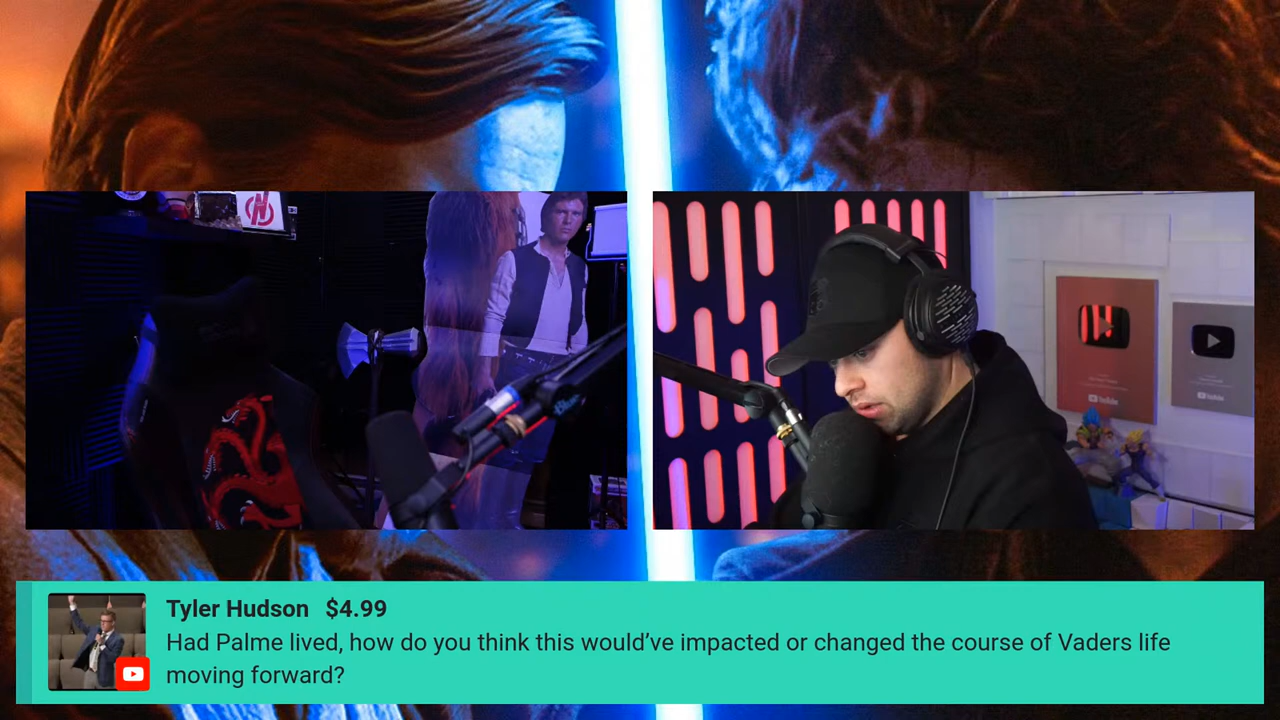 Tyler Hudson $4.99
Had Palme lived, how do you think this would’ve impacted or changed the course of Vaders life
moving forward?
YouTube